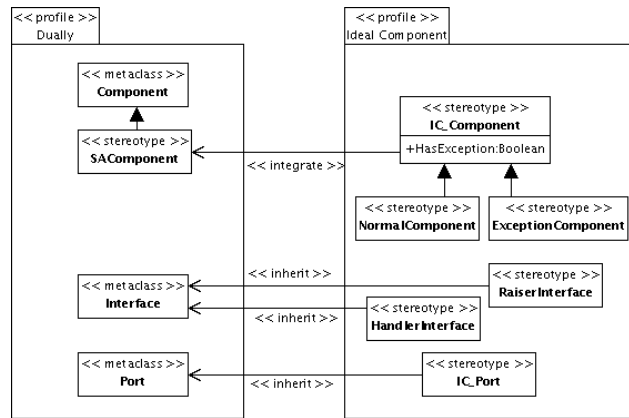 << profile >>
Dually
<< profile >>
Ideal Component
<< metaclass >>
Component
<< stereotype >>
SAComponent
<< integrate >>
<< stereotype >>
IC_Component
+HasException:Boolean
<< stereotype >>
NormalComponent
<< stereotype >>
ExceptionComponent
<< metaclass >>
Interface
<< inherit >>
<< stereotype >>
RaiserInterface
<< inherit >>
<< stereotype >>
HandlerInterface
<< metaclass >>
Port
<< inherit >>
<< stereotype >>
IC_Port